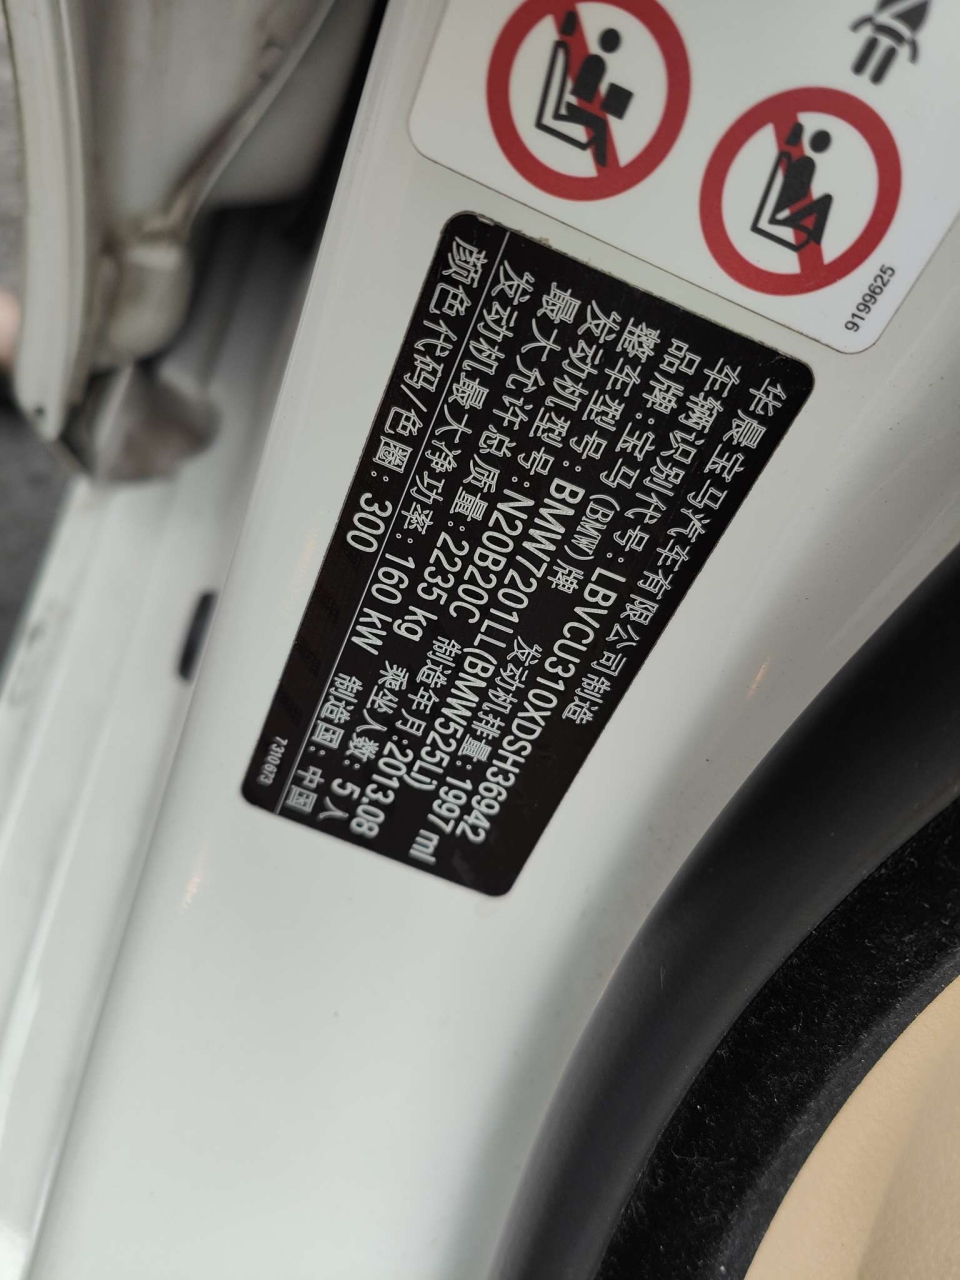 华晨宝马汽车有限公司制造
车辆识别代号: LBVCU310XDSH36942
品牌: 宝马 (BMW) 牌 发动机排量: 1997 ml
整车型号: BMW7201LL(BMW525Li)
发动机型号: N20B20C 制造年月: 2013.08
最大允许总质量: 2235 kg 乘坐人数: 5 人
发动机最大净功率: 160 kW 制造国: 中国
颜色代码/色圈: 300
7310673
9199625